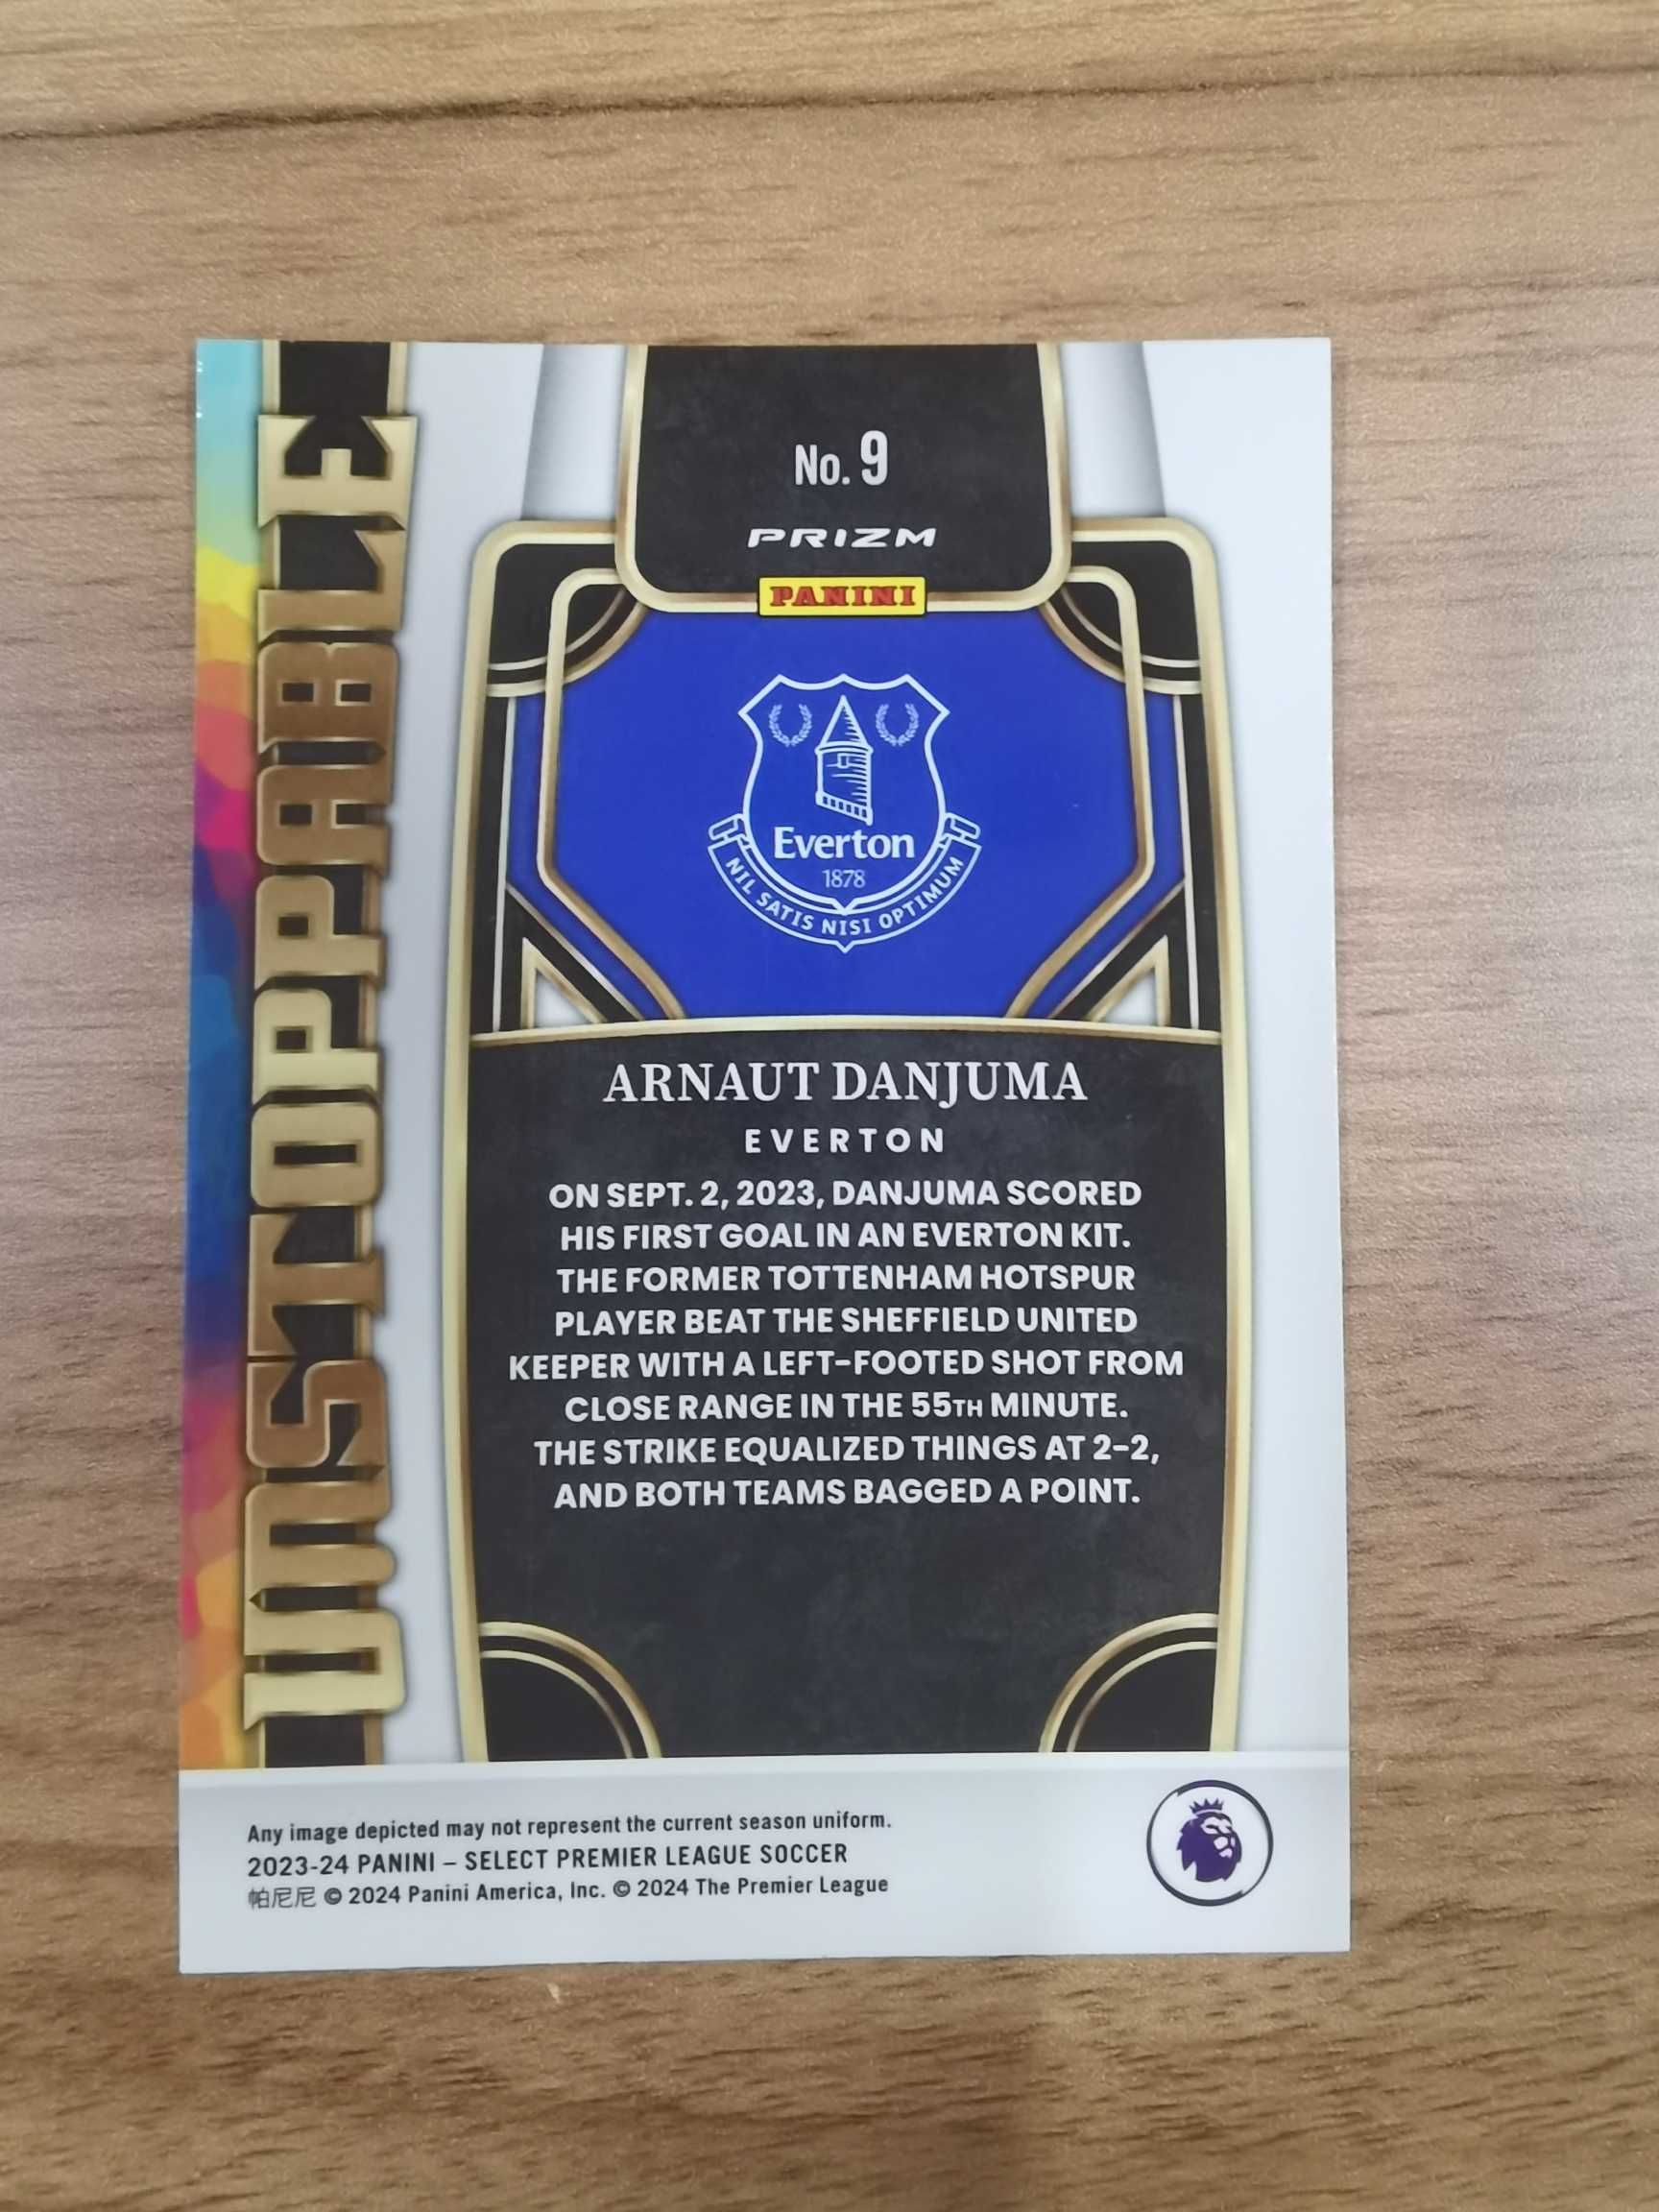 UNSTOPPABLE
No. 9
PRIZM
PANINI
Everton
1878
NIL SATIS NISI OPTIMUM
ARNAUT DANJUMA
EVERTON
ON SEPT. 2, 2023, DANJUMA SCORED
HIS FIRST GOAL IN AN EVERTON KIT.
THE FORMER TOTTENHAM HOTSPUR
PLAYER BEAT THE SHEFFIELD UNITED
KEEPER WITH A LEFT-FOOTED SHOT FROM
CLOSE RANGE IN THE 55TH MINUTE.
THE STRIKE EQUALIZED THINGS AT 2-2,
AND BOTH TEAMS BAGGED A POINT.
Any image depicted may not represent the current season uniform.
2023-24 PANINI – SELECT PREMIER LEAGUE SOCCER
帕尼尼 © 2024 Panini America, Inc. © 2024 The Premier League